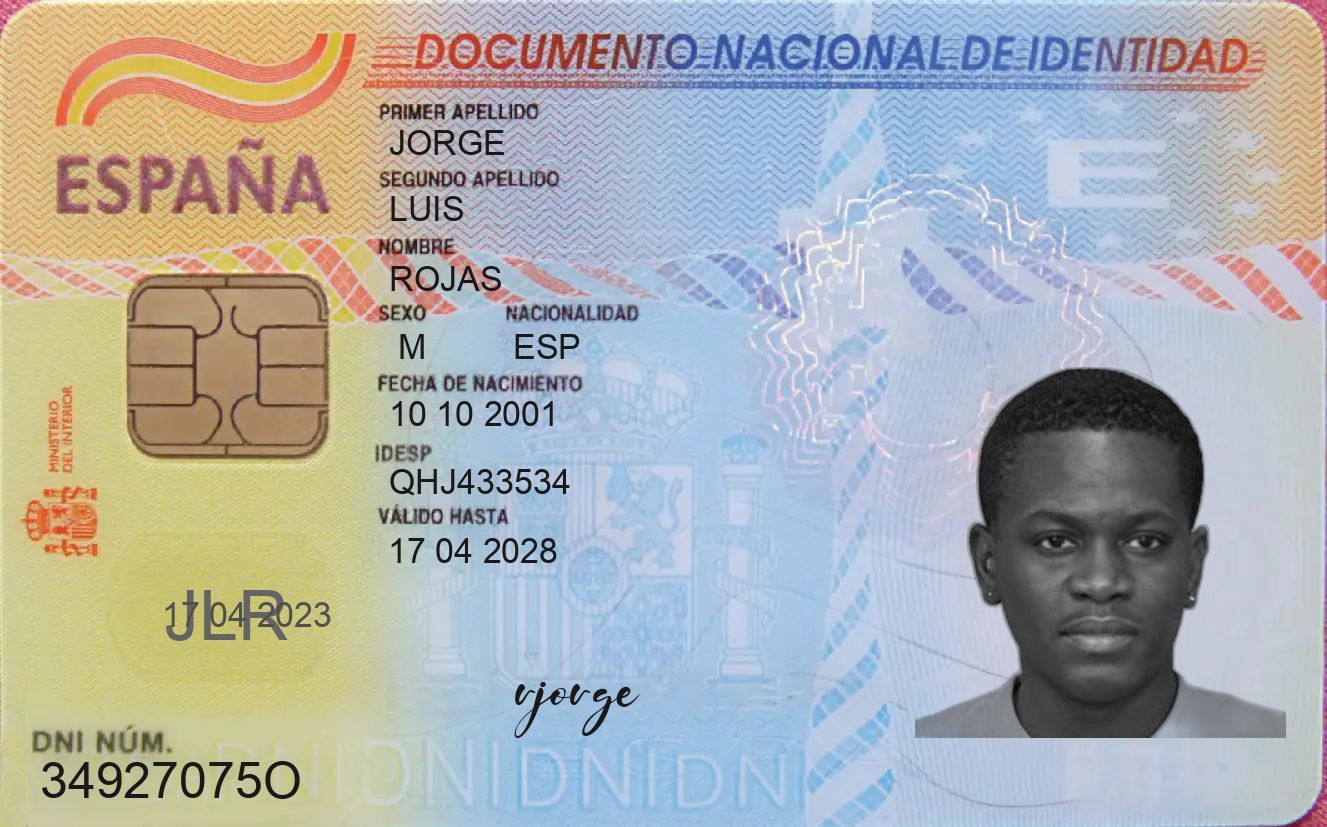 DOCUMENTO NACIONAL DE IDENTIDAD
ESPAÑA
PRIMER APELLIDO
JORGE
SEGUNDO APELLIDO
LUIS
NOMBRE
ROJAS
SEXO NACIONALIDAD
M ESP
FECHA DE NACIMIENTO
10 10 2001
IDESP
QHJ433534
VÁLIDO HASTA
17 04 2028
MINISTERIO
DEL INTERIOR
17 04 2023
JLR
rjorge
DNI NÚM.
34927075O
E
DNIDNIDNIDNI